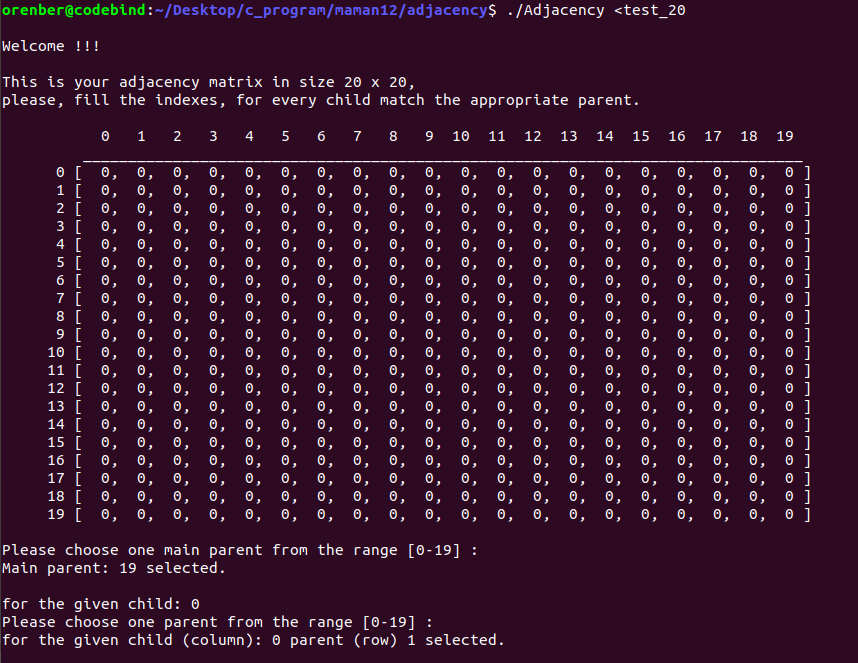 orenber@codebind:~/Desktop/c_program/maman12/adjacency$ ./Adjacency <test_20
Welcome !!!
This is your adjacency matrix in size 20 x 20,
please, fill the indexes, for every child match the appropriate parent.
0 1 2 3 4 5 6 7 8 9 10 11 12 13 14 15 16 17 18 19
0 [ 0, 0, 0, 0, 0, 0, 0, 0, 0, 0, 0, 0, 0, 0, 0, 0, 0, 0, 0, 0 ]
1 [ 0, 0, 0, 0, 0, 0, 0, 0, 0, 0, 0, 0, 0, 0, 0, 0, 0, 0, 0, 0 ]
2 [ 0, 0, 0, 0, 0, 0, 0, 0, 0, 0, 0, 0, 0, 0, 0, 0, 0, 0, 0, 0 ]
3 [ 0, 0, 0, 0, 0, 0, 0, 0, 0, 0, 0, 0, 0, 0, 0, 0, 0, 0, 0, 0 ]
4 [ 0, 0, 0, 0, 0, 0, 0, 0, 0, 0, 0, 0, 0, 0, 0, 0, 0, 0, 0, 0 ]
5 [ 0, 0, 0, 0, 0, 0, 0, 0, 0, 0, 0, 0, 0, 0, 0, 0, 0, 0, 0, 0 ]
6 [ 0, 0, 0, 0, 0, 0, 0, 0, 0, 0, 0, 0, 0, 0, 0, 0, 0, 0, 0, 0 ]
7 [ 0, 0, 0, 0, 0, 0, 0, 0, 0, 0, 0, 0, 0, 0, 0, 0, 0, 0, 0, 0 ]
8 [ 0, 0, 0, 0, 0, 0, 0, 0, 0, 0, 0, 0, 0, 0, 0, 0, 0, 0, 0, 0 ]
9 [ 0, 0, 0, 0, 0, 0, 0, 0, 0, 0, 0, 0, 0, 0, 0, 0, 0, 0, 0, 0 ]
10 [ 0, 0, 0, 0, 0, 0, 0, 0, 0, 0, 0, 0, 0, 0, 0, 0, 0, 0, 0, 0 ]
11 [ 0, 0, 0, 0, 0, 0, 0, 0, 0, 0, 0, 0, 0, 0, 0, 0, 0, 0, 0, 0 ]
12 [ 0, 0, 0, 0, 0, 0, 0, 0, 0, 0, 0, 0, 0, 0, 0, 0, 0, 0, 0, 0 ]
13 [ 0, 0, 0, 0, 0, 0, 0, 0, 0, 0, 0, 0, 0, 0, 0, 0, 0, 0, 0, 0 ]
14 [ 0, 0, 0, 0, 0, 0, 0, 0, 0, 0, 0, 0, 0, 0, 0, 0, 0, 0, 0, 0 ]
15 [ 0, 0, 0, 0, 0, 0, 0, 0, 0, 0, 0, 0, 0, 0, 0, 0, 0, 0, 0, 0 ]
16 [ 0, 0, 0, 0, 0, 0, 0, 0, 0, 0, 0, 0, 0, 0, 0, 0, 0, 0, 0, 0 ]
17 [ 0, 0, 0, 0, 0, 0, 0, 0, 0, 0, 0, 0, 0, 0, 0, 0, 0, 0, 0, 0 ]
18 [ 0, 0, 0, 0, 0, 0, 0, 0, 0, 0, 0, 0, 0, 0, 0, 0, 0, 0, 0, 0 ]
19 [ 0, 0, 0, 0, 0, 0, 0, 0, 0, 0, 0, 0, 0, 0, 0, 0, 0, 0, 0, 0 ]
Please choose one main parent from the range [0-19] :
Main parent: 19 selected.
for the given child: 0
Please choose one parent from the range [0-19] :
for the given child (column): 0 parent (row) 1 selected.